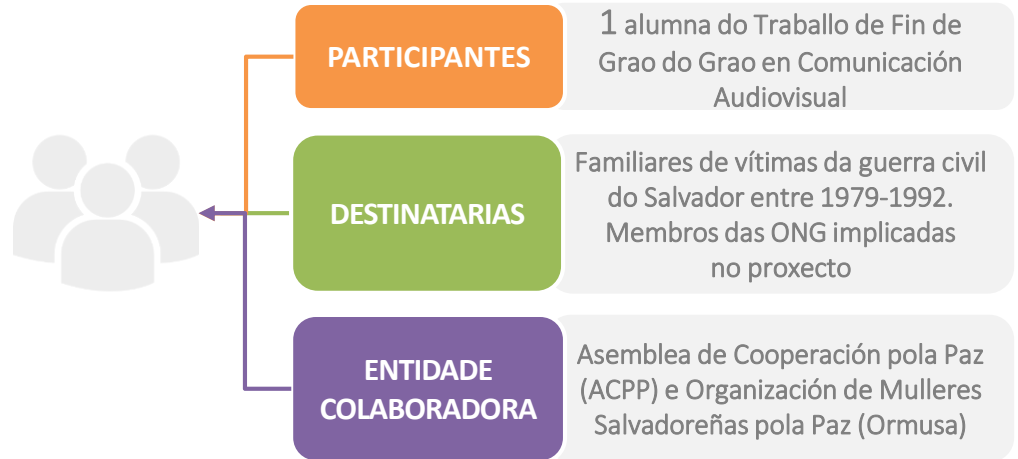 PARTICIPANTES
1 alumna do Traballo de Fin de
Grao do Grao en Comunicación
Audiovisual
DESTINATARIAS
Familiares de vítimas da guerra civil
do Salvador entre 1979-1992.
Membros das ONG implicadas
no proxecto
ENTIDADE
COLABORADORA
Asemblea de Cooperación pola Paz
(ACPP) e Organización de Mulleres
Salvadoreñas pola Paz (Ormusa)